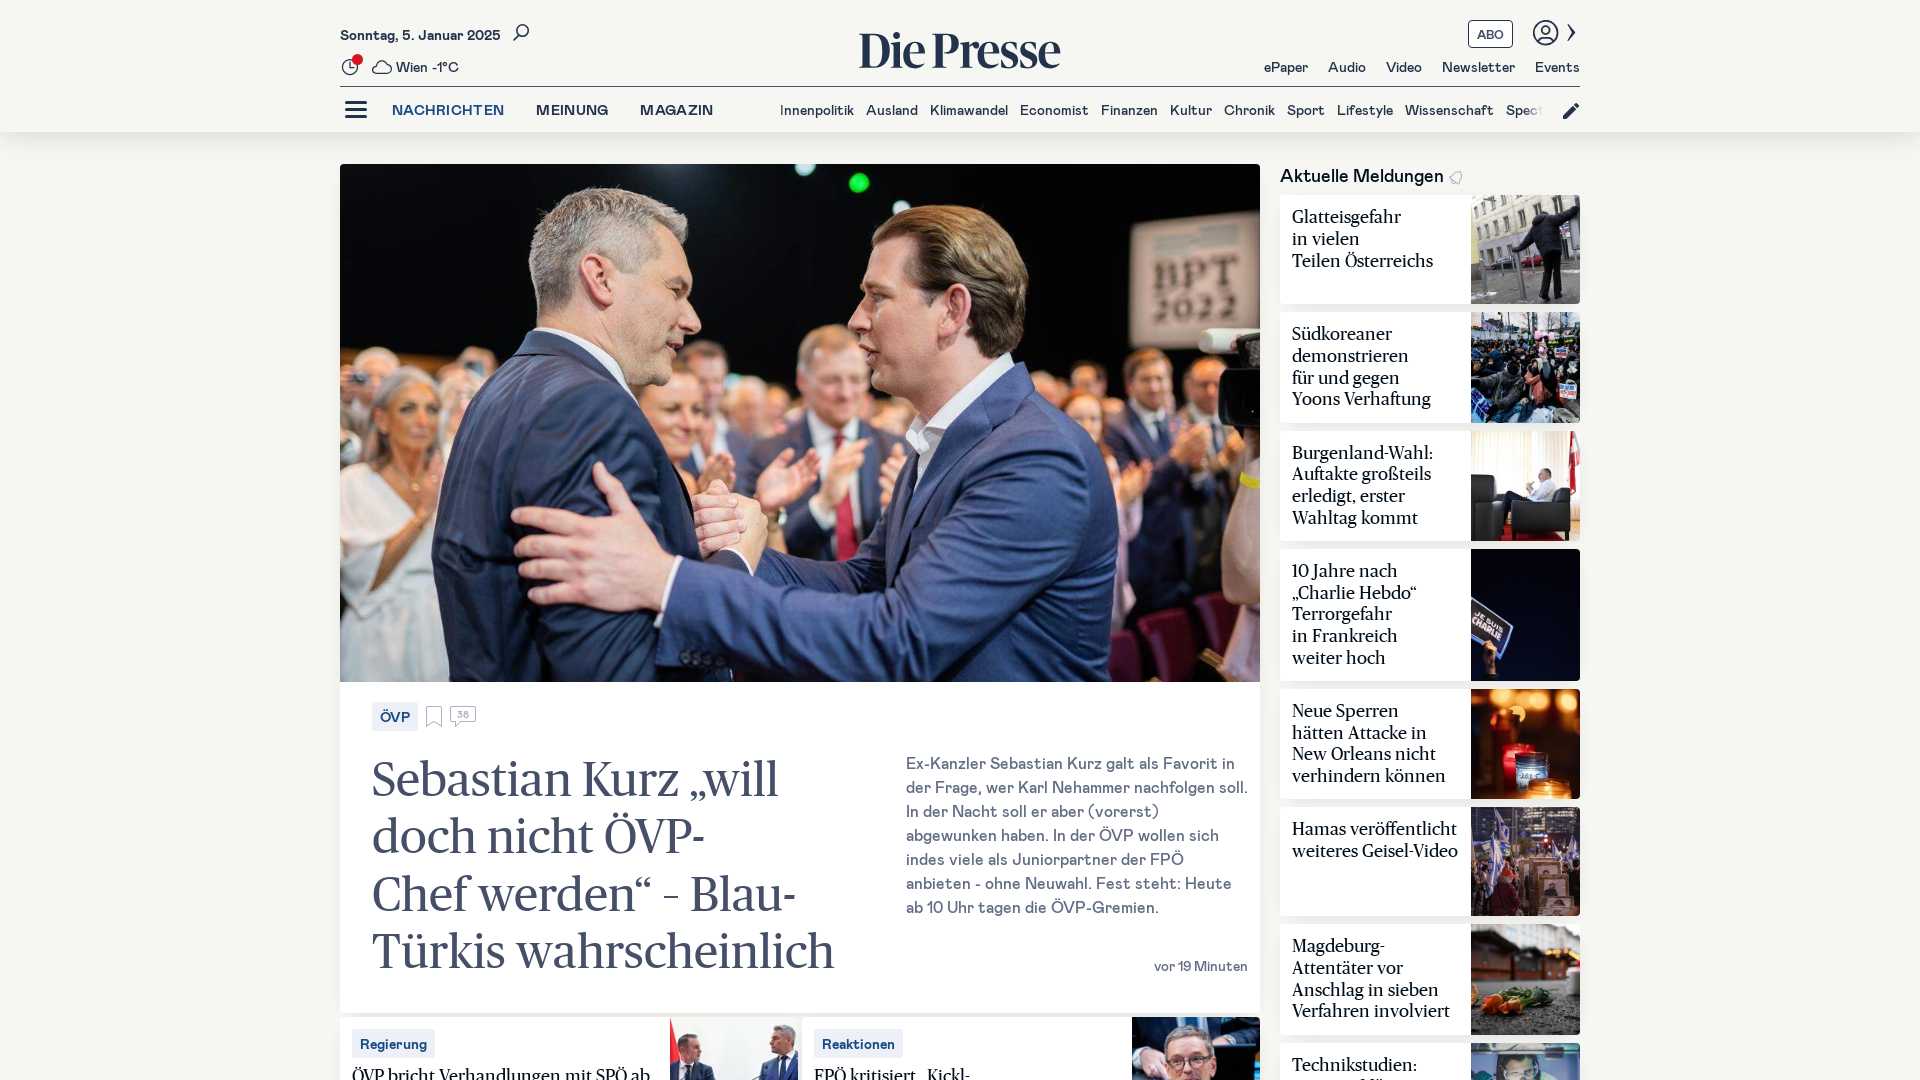 Sonntag, 5. Januar 2025
Wien -1°C
Die Presse
ABO
ePaper Audio Video Newsletter Events
NACHRICHTEN MEINUNG MAGAZIN
Innenpolitik Ausland Klimawandel Economist Finanzen Kultur Chronik Sport Lifestyle Wissenschaft Spect
BPT
2022
ÖVP
38
Sebastian Kurz „will
doch nicht ÖVP-
Chef werden“ – Blau-
Türkis wahrscheinlich
Ex-Kanzler Sebastian Kurz galt als Favorit in
der Frage, wer Karl Nehammer nachfolgen soll.
In der Nacht soll er aber (vorerst)
abgewunken haben. In der ÖVP wollen sich
indes viele als Juniorpartner der FPÖ
anbieten - ohne Neuwahl. Fest steht: Heute
ab 10 Uhr tagen die ÖVP-Gremien.
vor 19 Minuten
Regierung
ÖVP bricht Verhandlungen mit SPÖ ab
Reaktionen
FPÖ kritisiert „Kickl-
Aktuelle Meldungen
Glatteisgefahr
in vielen
Teilen Österreichs
Südkoreaner
demonstrieren
für und gegen
Yoons Verhaftung
Burgenland-Wahl:
Auftakte großteils
erledigt, erster
Wahltag kommt
10 Jahre nach
„Charlie Hebdo“
Terrorgefahr
in Frankreich
weiter hoch
JE SUIS
CHARLIE
Neue Sperren
hätten Attacke in
New Orleans nicht
verhindern können
Hamas veröffentlicht
weiteres Geisel-Video
Magdeburg-
Attentäter vor
Anschlag in sieben
Verfahren involviert
Technikstudien: